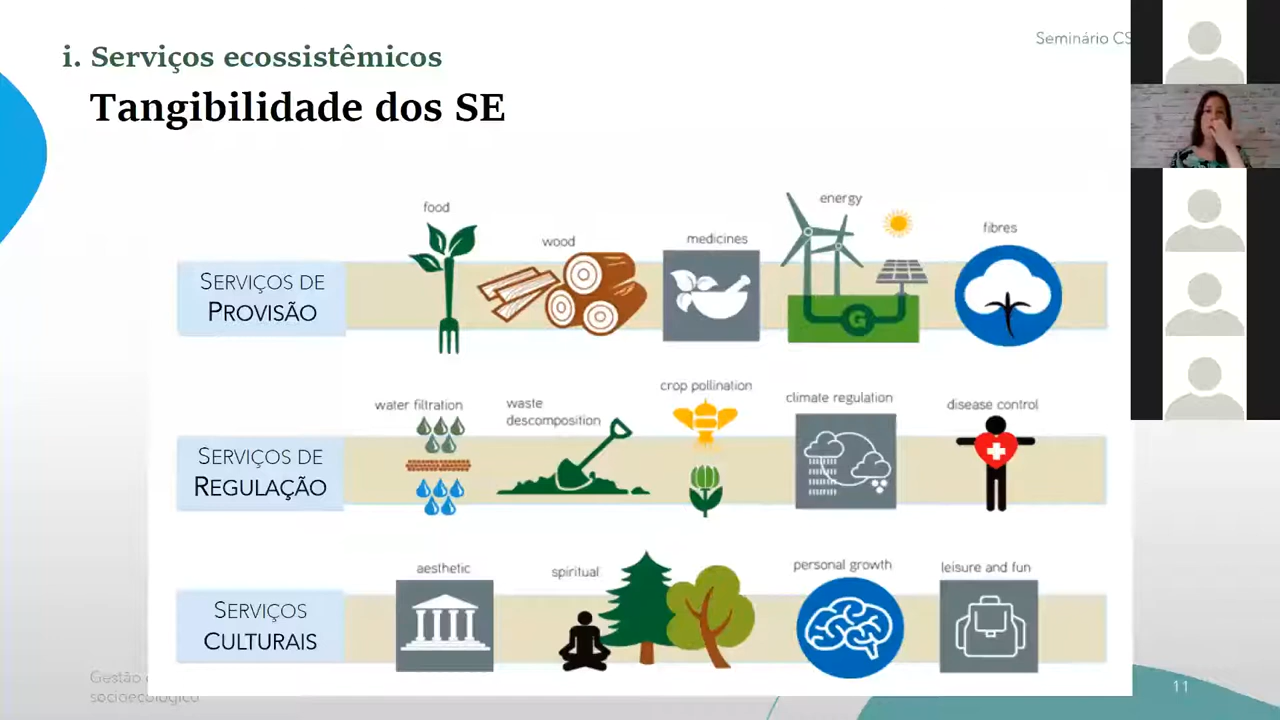 Seminário
i. Serviços ecossistêmicos
Tangibilidade dos SE
food
wood
medicines
energy
fibres
SERVIÇOS DE
PROVISÃO
G
water filtration
waste
decomposition
crop pollination
climate regulation
disease control
SERVIÇOS DE
REGULAÇÃO
aesthetic
spiritual
personal growth
leisure and fun
SERVIÇOS
CULTURAIS
Gestão
socioecológico
11